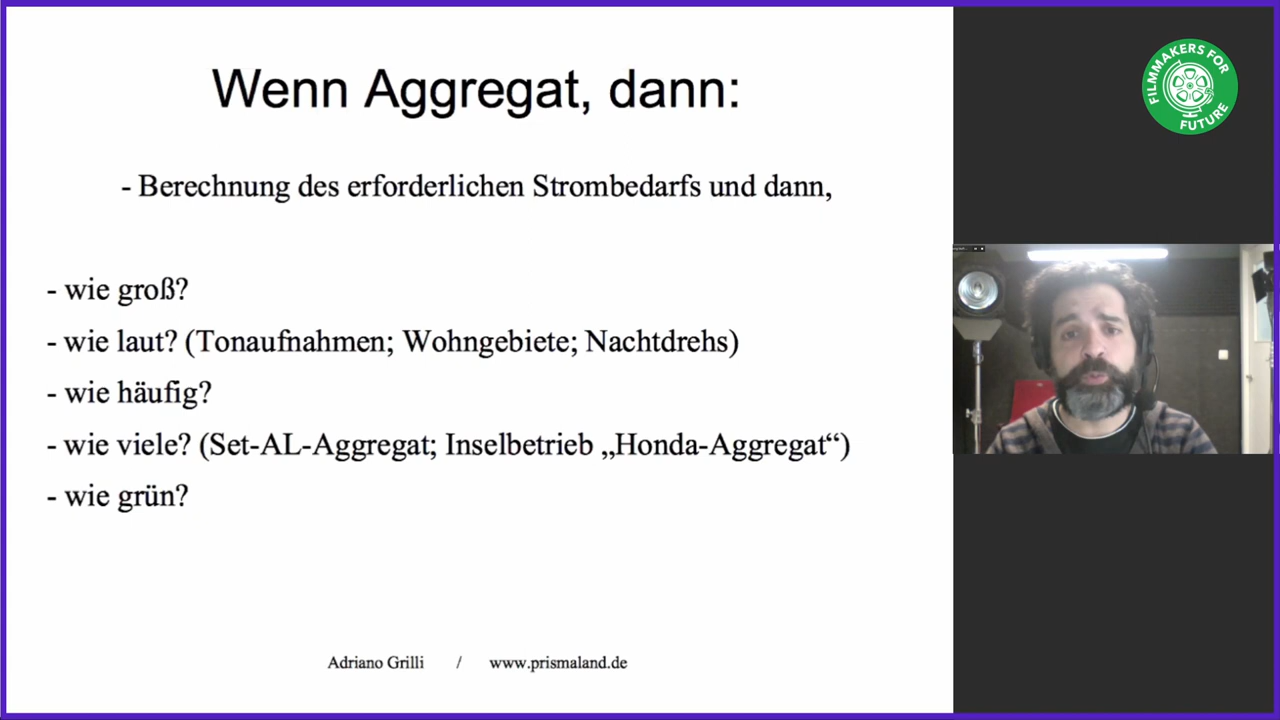 Wenn Aggregat, dann:
- Berechnung des erforderlichen Strombedarfs und dann,
- wie groß?
- wie laut? (Tonaufnahmen; Wohngebiete; Nachtdrehs)
- wie häufig?
- wie viele? (Set-AL-Aggregat; Inselbetrieb „Honda-Aggregat“)
- wie grün?
Adriano Grilli / www.prismaland.de
FILMMAKERS FOR
FUTURE